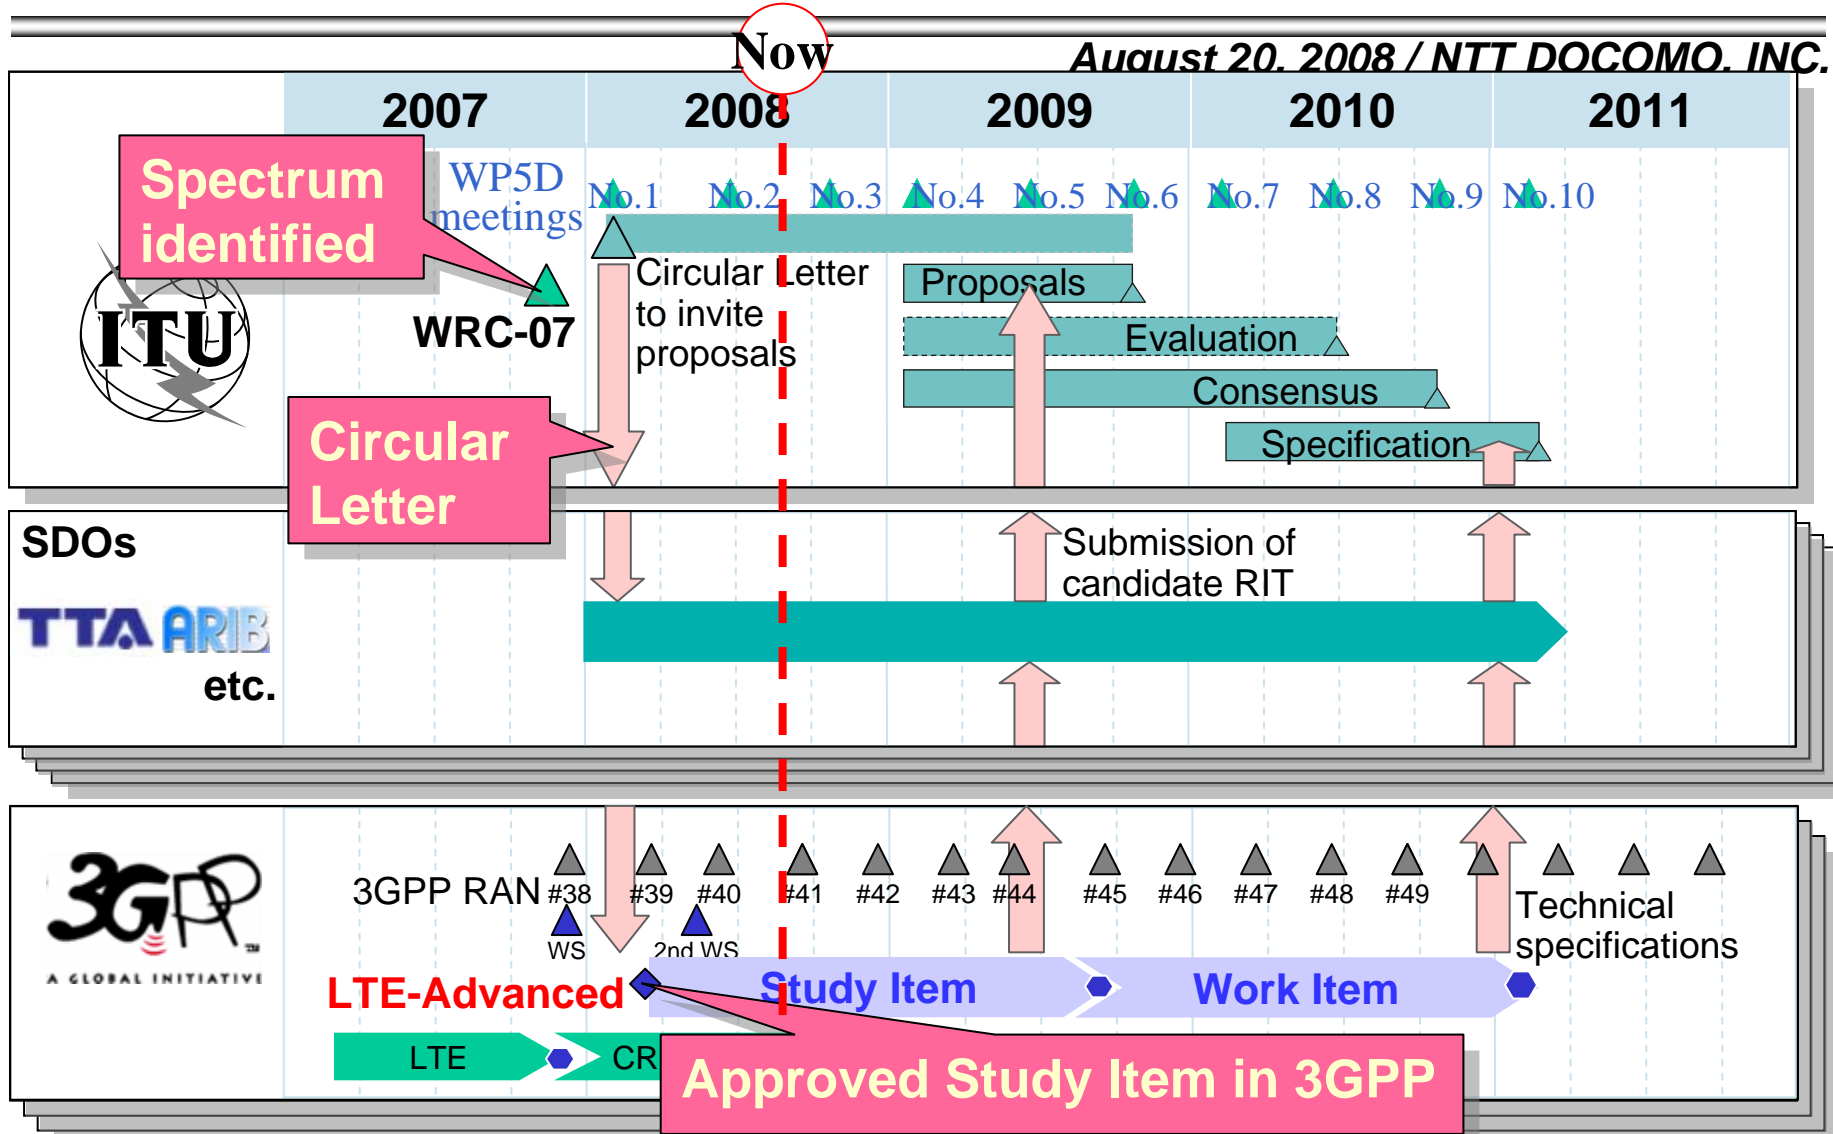 Now
August 20, 2008 / NTT DOCOMO, INC.
2007 2008 2009 2010 2011
Spectrum
identified
WP5D
meetings
No.1 No.2 No.3 No.4 No.5 No.6 No.7 No.8 No.9 No.10
WRC-07
ITU
Circular Letter
to invite
proposals
Proposals
Evaluation
Consensus
Specification
Circular
Letter
SDOs
TTA ARIB
etc.
Submission of
candidate RIT
3GPP
A GLOBAL INITIATIVE
3GPP RAN #38 #39 #40 #41 #42 #43 #44 #45 #46 #47 #48 #49
WS 2nd WS
Technical
specifications
LTE-Advanced Study Item Work Item
LTE CR
Approved Study Item in 3GPP